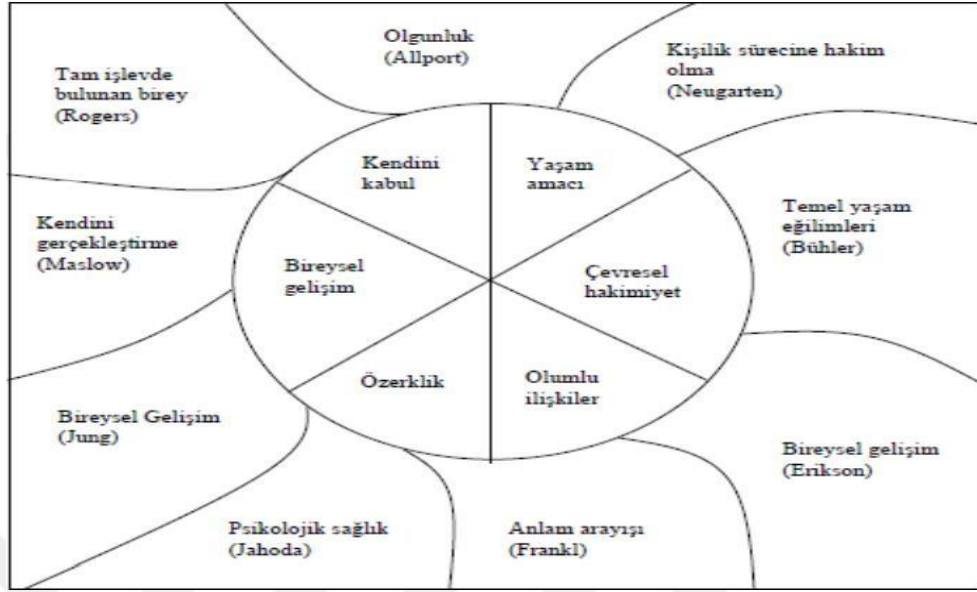 Olgunluk
(Allport)
Kişilik sürecine hakim
olma
(Neugarten)
Tam işlevde
bulunan birey
(Rogers)
Kendini
kabul
Yaşam
amacı
Kendini
gerçekleştirme
(Maslow)
Temel yaşam
eğilimleri
(Bühler)
Bireysel
gelişim
Çevresel
hakimiyet
Özerklik
Olumlu
ilişkiler
Bireysel Gelişim
(Jung)
Bireysel gelişim
(Erikson)
Psikolojik sağlık
(Jahoda)
Anlam arayışı
(Frankl)